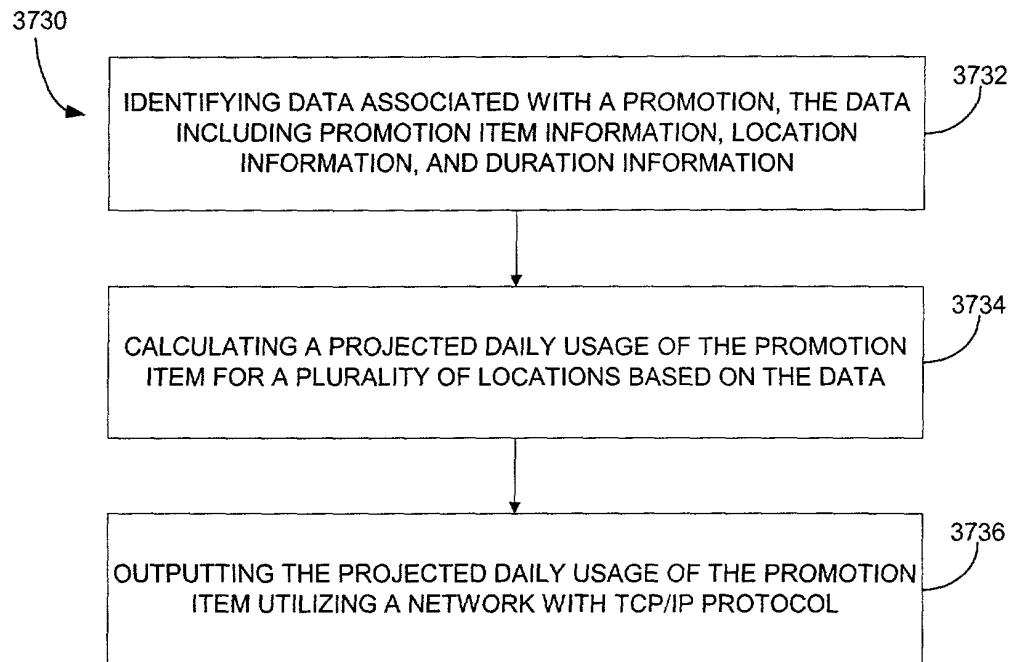 3730
3732
IDENTIFYING DATA ASSOCIATED WITH A PROMOTION, THE DATA
INCLUDING PROMOTION ITEM INFORMATION, LOCATION
INFORMATION, AND DURATION INFORMATION
3734
CALCULATING A PROJECTED DAILY USAGE OF THE PROMOTION
ITEM FOR A PLURALITY OF LOCATIONS BASED ON THE DATA
3736
OUTPUTTING THE PROJECTED DAILY USAGE OF THE PROMOTION
ITEM UTILIZING A NETWORK WITH TCP/IP PROTOCOL